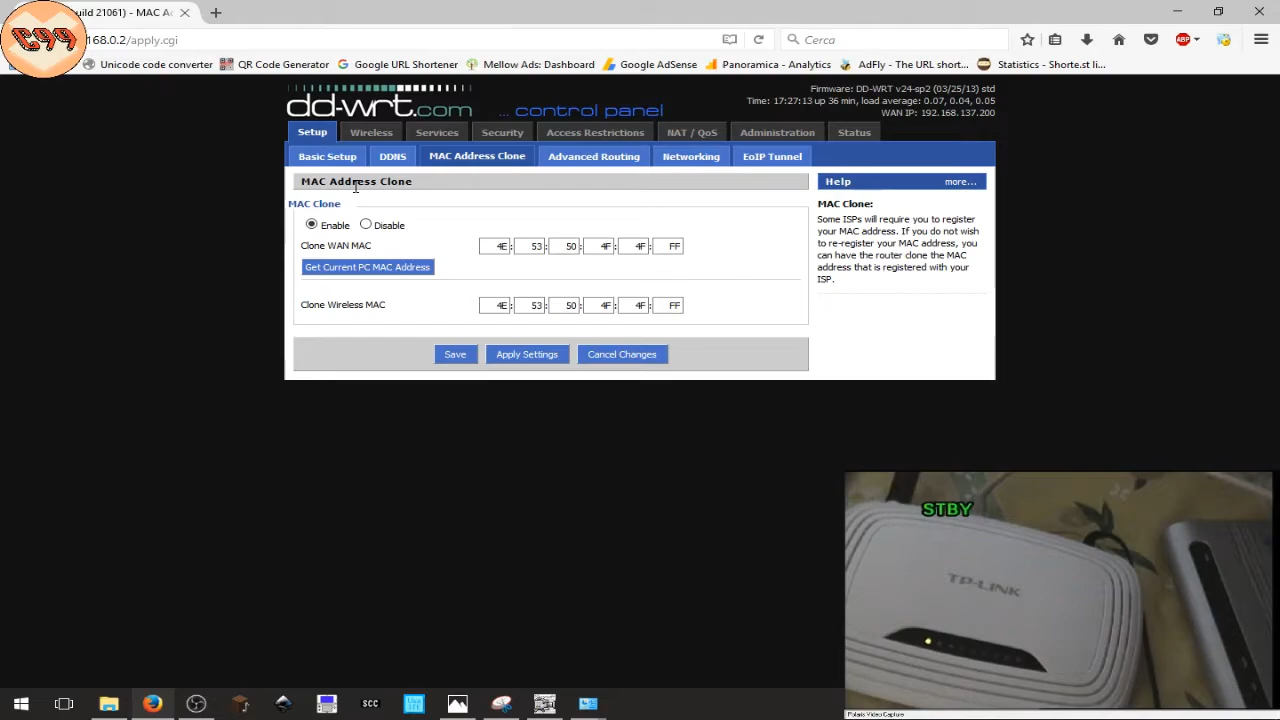 C99
uild 21061) - MAC A
68.0.2/apply.cgi
Cerca
ABP
Unicode code converter
QR Code Generator
Google URL Shortener
Mellow Ads: Dashboard
Google AdSense
Panoramica - Analytics
AdFly - The URL short...
Statistics - Shorte.st l...
dd-wrt.com ... control panel
Firmware: DD-WRT v24-sp2 (03/25/13) std
Time: 17:27:13 up 36 min, load average: 0.07, 0.04, 0.05
WAN IP: 192.168.137.200
Setup Wireless Services Security Access Restrictions NAT / QoS Administration Status
Basic Setup DDNS MAC Address Clone Advanced Routing Networking EoIP Tunnel
MAC Address Clone
MAC Clone
Enable Disable
Clone WAN MAC 4E : 53 : 50 : 4F : 4F : FF
Get Current PC MAC Address
Clone Wireless MAC 4E : 53 : 50 : 4F : 4F : FF
Save Apply Settings Cancel Changes
Help more...
MAC Clone:
Some ISPs will require you to register
your MAC address. If you do not wish
to re-register your MAC address, you
can have the router clone the MAC
address that is registered with your
ISP.
STBY
TP-LINK
Polaris Video Capture
SCC